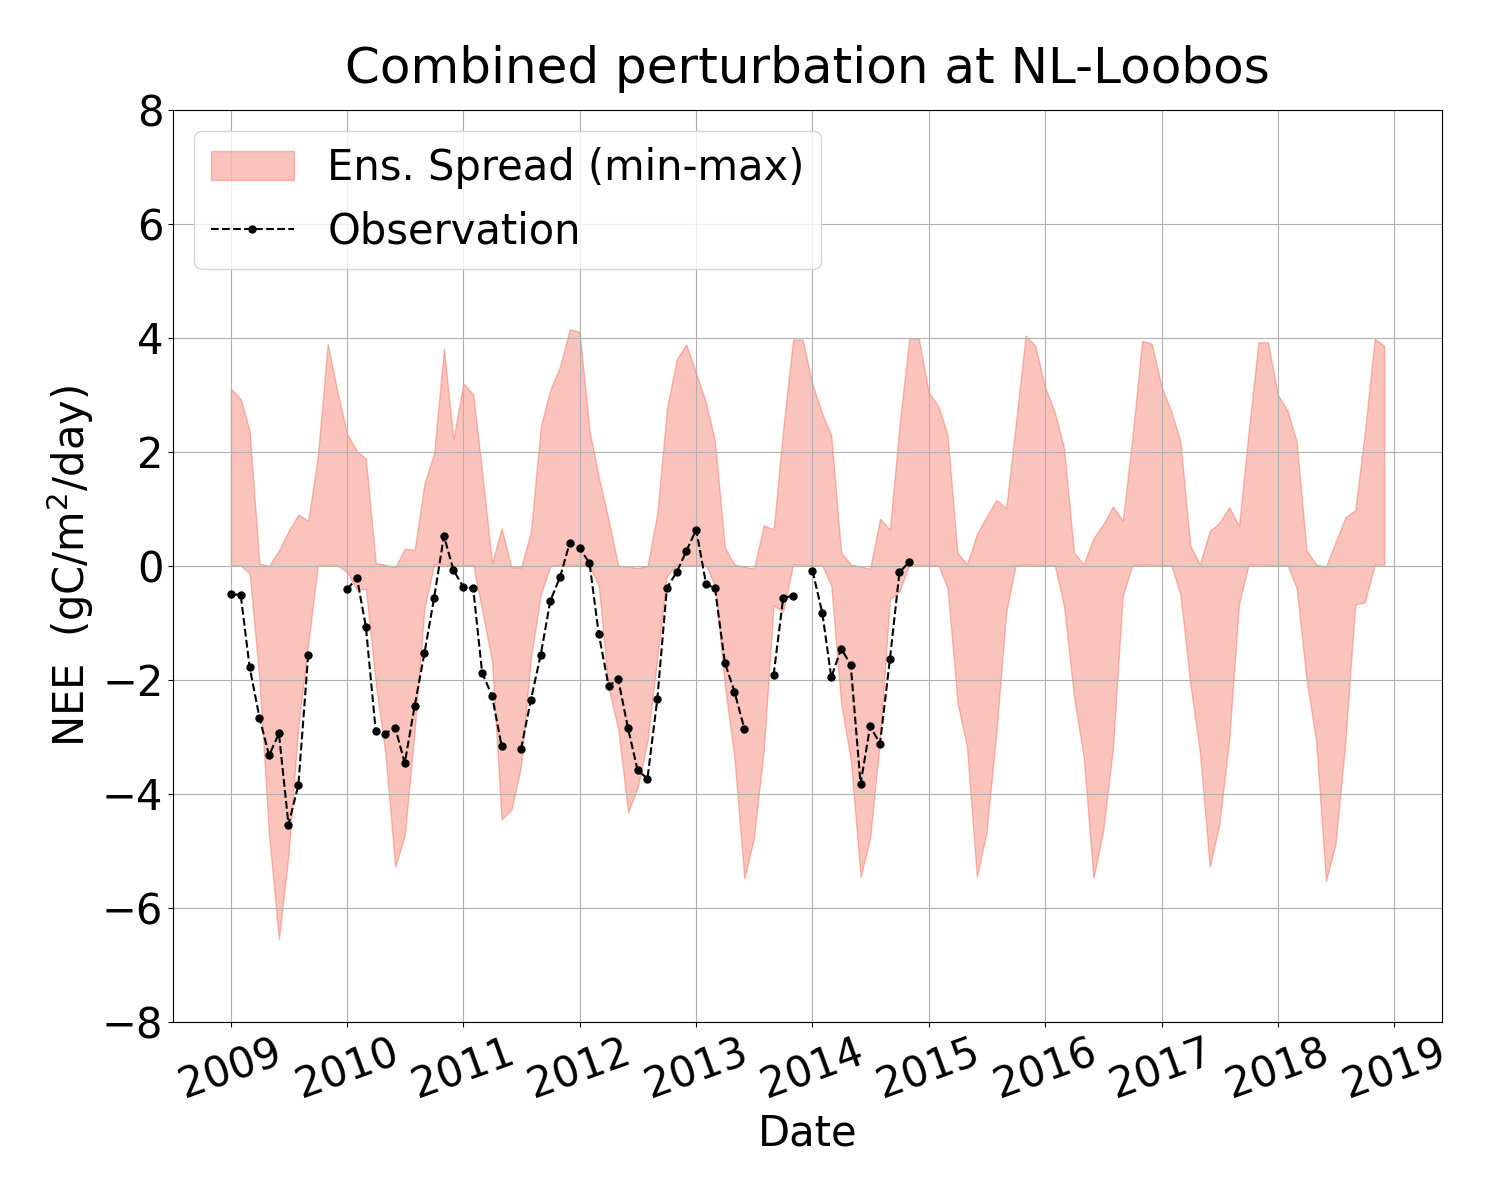 Combined perturbation at NL-Loobos
8
6
4
2
0
−2
−4
−6
−8
NEE (gC/m²/day)
Ens. Spread (min-max)
Observation
2009 2010 2011 2012 2013 2014 2015 2016 2017 2018 2019
Date